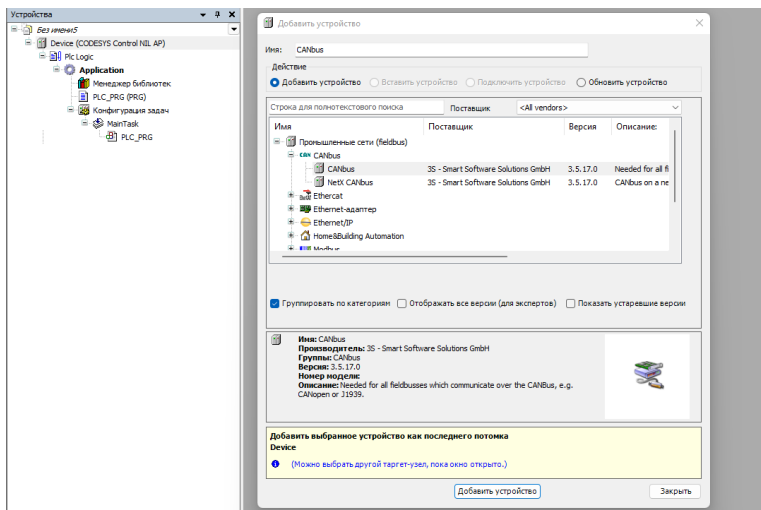 Устройства
Без имени5
Device (CODESYS Control NIL AP)
Plc Logic
Application
Менеджер библиотек
PLC_PRG (PRG)
Конфигурация задач
MainTask
PLC_PRG
Добавить устройство
Имя: CANbus
Действие
Добавить устройство Вставить устройство Подключить устройство Обновить устройство
Строка для полнотекстового поиска Поставщик <All vendors>
Имя Поставщик Версия Описание:
Промышленные сети (fieldbus)
CAN CANbus
CANbus 3S - Smart Software Solutions GmbH 3.5.17.0 Needed for all fi
NetX CANbus 3S - Smart Software Solutions GmbH 3.5.17.0 CANbus on a ne
Ethercat
Ethernet-адаптер
Ethernet/IP
Home&Building Automation
Modbus
Группировать по категориям Отображать все версии (для экспертов) Показать устаревшие версии
Имя: CANbus
Производитель: 3S - Smart Software Solutions GmbH
Группы: CANbus
Версия: 3.5.17.0
Номер модели:
Описание: Needed for all fieldbusses which communicate over the CANBus, e.g.
CANopen or J1939.
Добавить выбранное устройство как последнего потомка
Device
(Можно выбрать другой таргет-узел, пока окно открыто.)
Добавить устройство Закрыть